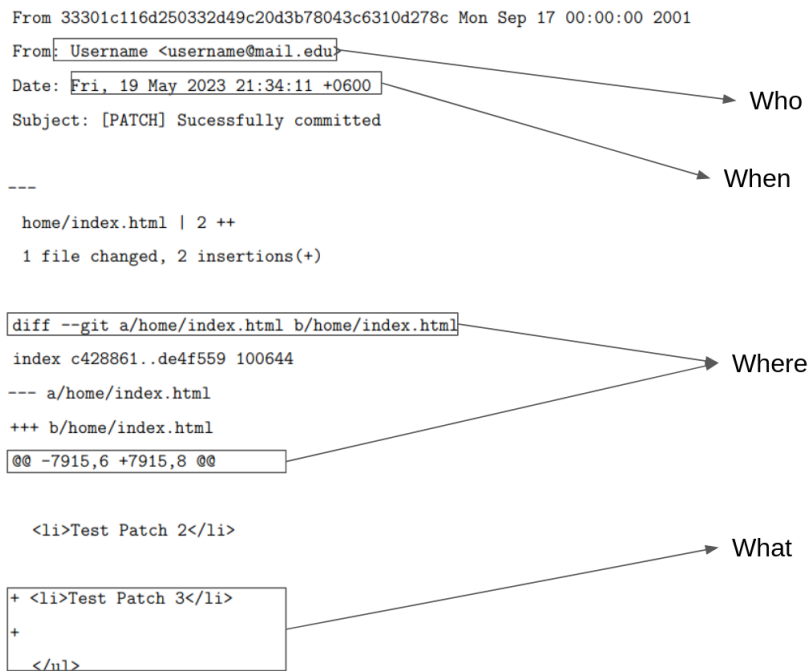 From 33301c116d250332d49c20d3b78043c6310d278c Mon Sep 17 00:00:00 2001
From: Username <username@mail.edu>
Date: Fri, 19 May 2023 21:34:11 +0600
Who
Subject: [PATCH] Sucessfully committed
When
---
home/index.html | 2 ++
1 file changed, 2 insertions(+)
diff --git a/home/index.html b/home/index.html
index c428861..de4f559 100644
Where
--- a/home/index.html
+++ b/home/index.html
@@ -7915,6 +7915,8 @@
<li>Test Patch 2</li>
What
+ <li>Test Patch 3</li>
+
</ul>